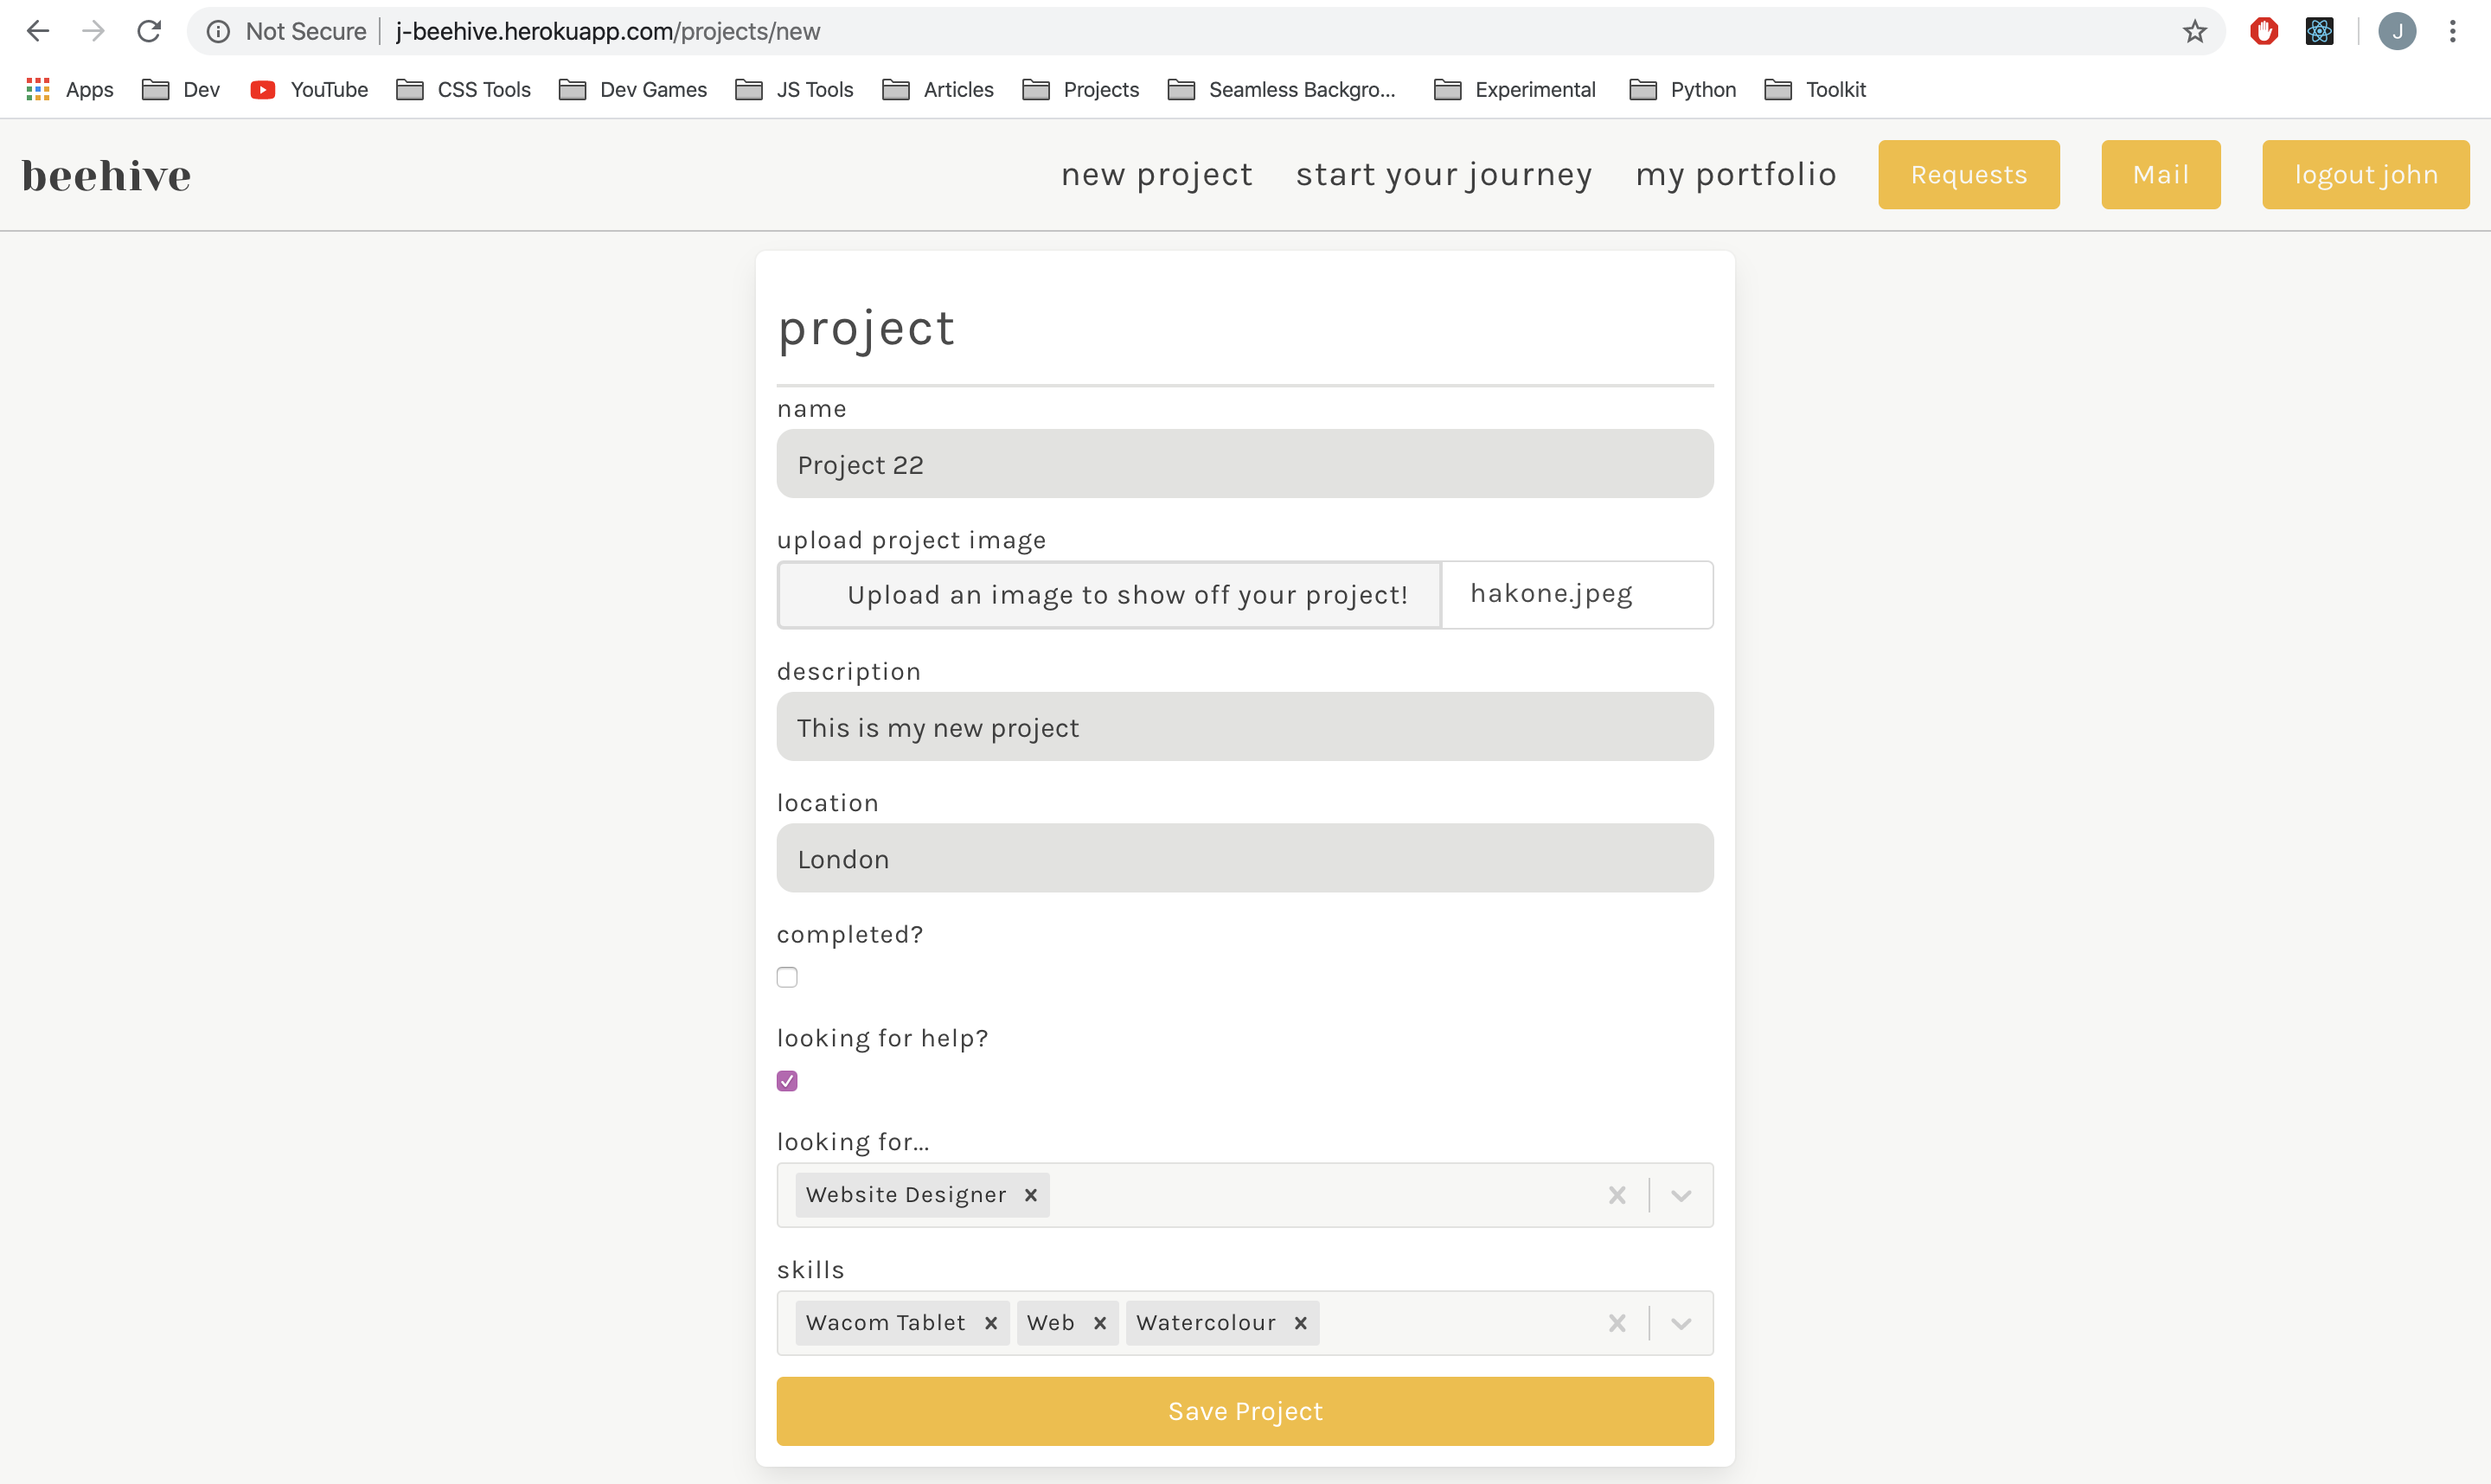 Not Secure j-beehive.herokuapp.com/projects/new J
Apps Dev YouTube CSS Tools Dev Games JS Tools Articles Projects Seamless Backgro... Experimental Python Toolkit
beehive new project start your journey my portfolio Requests Mail logout john
project
name
Project 22
upload project image
Upload an image to show off your project! hakone.jpeg
description
This is my new project
location
London
completed?
looking for help?
looking for...
Website Designer
skills
Wacom Tablet Web Watercolour
Save Project